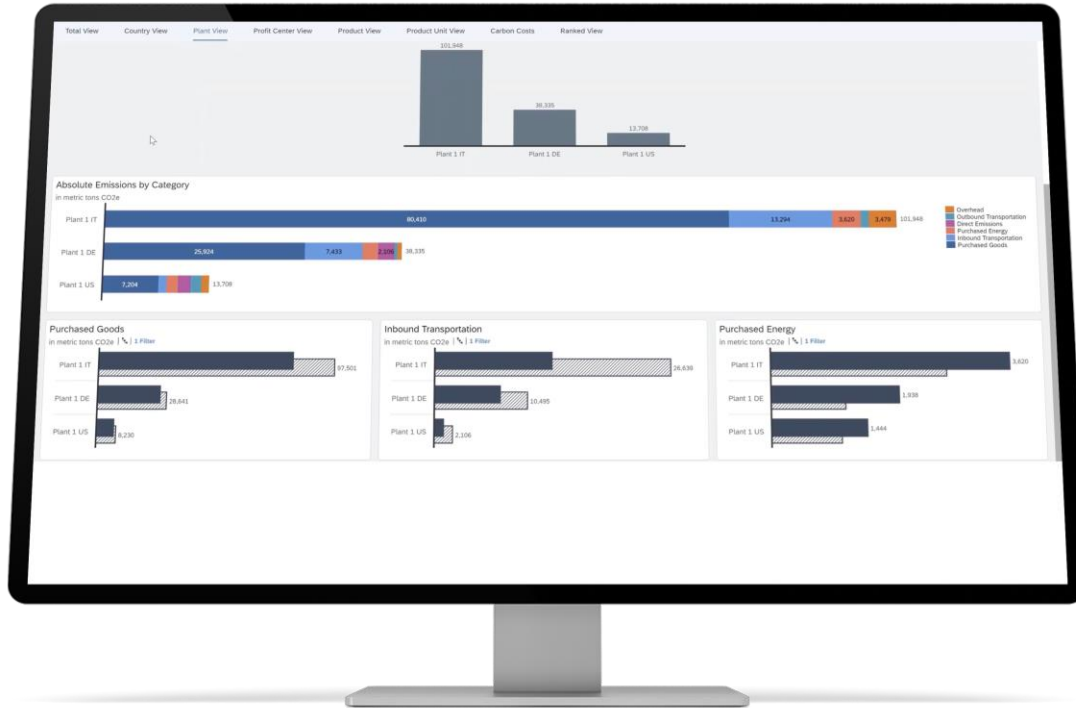 Total View Country View Plant View Profit Center View Product View Product Unit View Carbon Costs Ranked View
101,948
38,335
13,708
Plant 1 IT Plant 1 DE Plant 1 US
Absolute Emissions by Category
in metric tons CO2e
Plant 1 IT 80,410 13,294 3,620 3,479 101,948
Plant 1 DE 25,924 7,433 2,106 38,335
Plant 1 US 7,204 13,708
Overhead
Outbound Transportation
Direct Emissions
Purchased Energy
Inbound Transportation
Purchased Goods
Purchased Goods
in metric tons CO2e | 1 Filter
Plant 1 IT 97,501
Plant 1 DE 28,641
Plant 1 US 8,230
Inbound Transportation
in metric tons CO2e | 1 Filter
Plant 1 IT 26,636
Plant 1 DE 10,495
Plant 1 US 2,106
Purchased Energy
in metric tons CO2e | 1 Filter
Plant 1 IT 3,620
Plant 1 DE 1,938
Plant 1 US 1,444